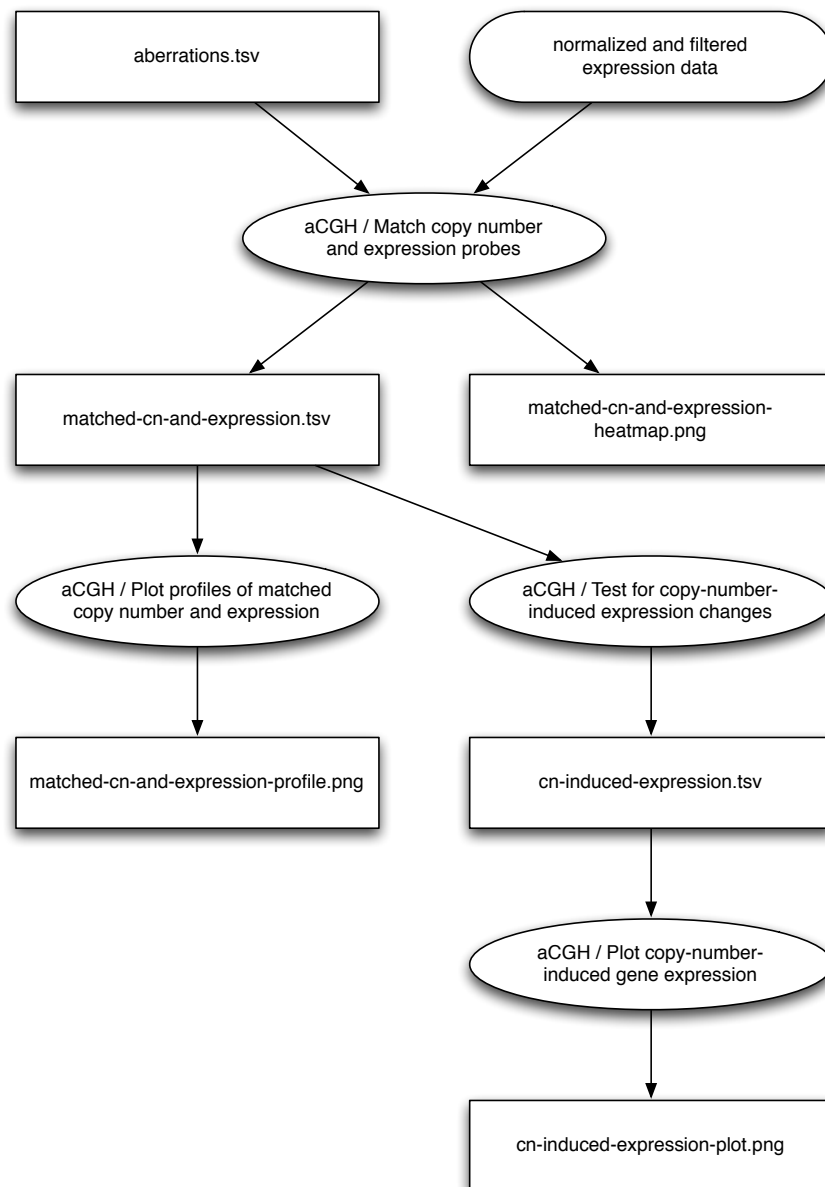 aberrations.tsv
normalized and filtered
expression data
aCGH / Match copy number
and expression probes
matched-cn-and-expression.tsv
matched-cn-and-expression-
heatmap.png
aCGH / Plot profiles of matched
copy number and expression
aCGH / Test for copy-number-
induced expression changes
matched-cn-and-expression-profile.png
cn-induced-expression.tsv
aCGH / Plot copy-number-
induced gene expression
cn-induced-expression-plot.png